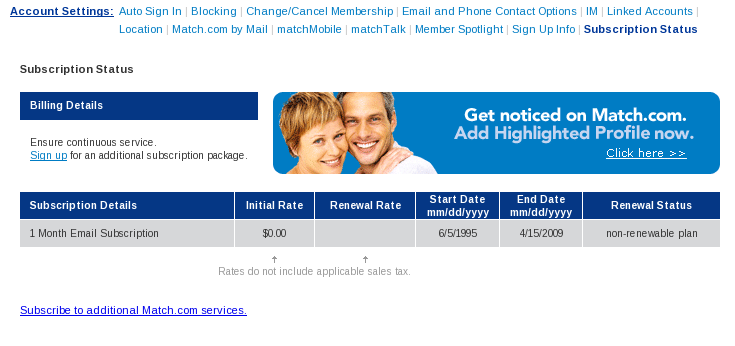 Account Settings: Auto Sign In | Blocking | Change/Cancel Membership | Email and Phone Contact Options | IM | Linked Accounts |
Location | Match.com by Mail | matchMobile | matchTalk | Member Spotlight | Sign Up Info | Subscription Status
Subscription Status
Billing Details
Ensure continuous service.
Sign up for an additional subscription package.
Get noticed on Match.com.
Add Highlighted Profile now.
Click here >>
Subscription Details Initial Rate Renewal Rate Start Date mm/dd/yyyy End Date mm/dd/yyyy Renewal Status
1 Month Email Subscription $0.00 6/5/1995 4/15/2009 non-renewable plan
Rates do not include applicable sales tax.
Subscribe to additional Match.com services.